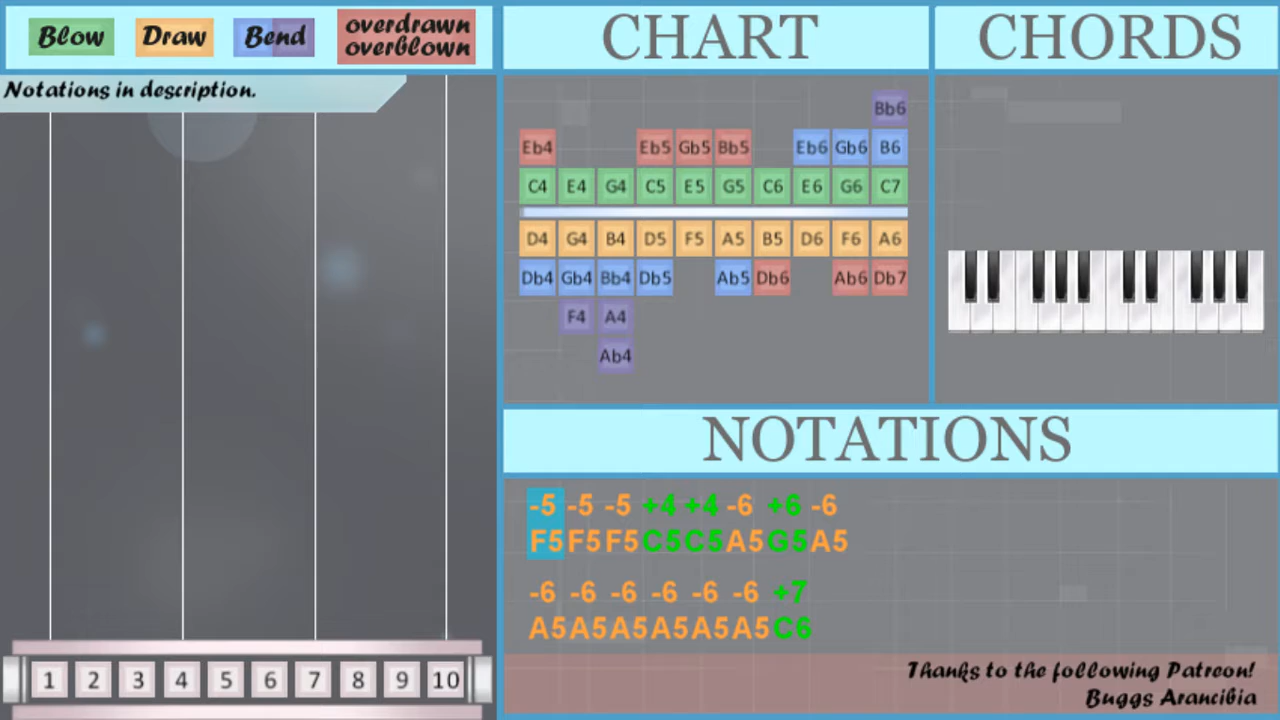 Blow Draw Bend overdrawn
overblown
CHART
CHORDS
Notations in description.
Bb6
Eb4 Eb5 Gb5 Bb5 Eb6 Gb6 B6
C4 E4 G4 C5 E5 G5 C6 E6 G6 C7
D4 G4 B4 D5 F5 A5 B5 D6 F6 A6
Db4 Gb4 Bb4 Db5 Ab5 Db6 Ab6 Db7
F4 A4
Ab4
NOTATIONS
-5 -5 -5 +4 +4 -6 +6 -6
F5 F5 F5 C5 C5 A5 G5 A5
-6 -6 -6 -6 -6 -6 +7
A5 A5 A5 A5 A5 A5 C6
Thanks to the following Patreon!
Buggs Arancibia
1 2 3 4 5 6 7 8 9 10